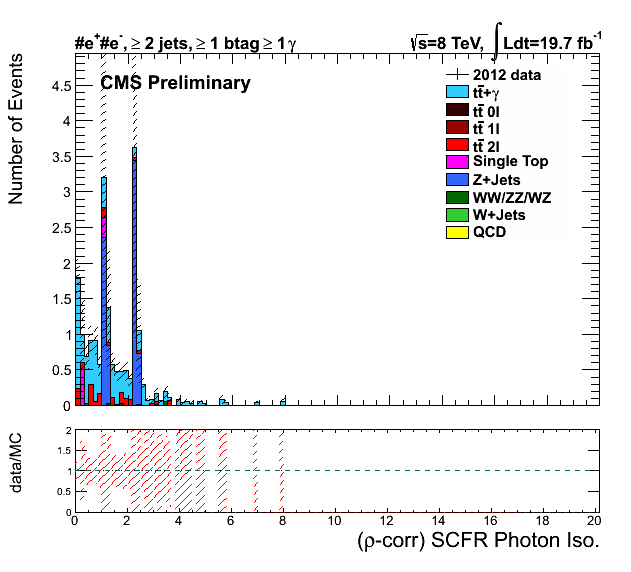 #e⁺#e⁻, ≥ 2 jets, ≥ 1 btag ≥ 1 γ
√s=8 TeV, ∫ Ldt=19.7 fb⁻¹
CMS Preliminary
2012 data
tt̄+γ
tt̄ 0l
tt̄ 1l
tt̄ 2l
Single Top
Z+Jets
WW/ZZ/WZ
W+Jets
QCD
Number of Events
4.5
4
3.5
3
2.5
2
1.5
1
0.5
0
data/MC
2
1.5
1
0.5
0
0 2 4 6 8 10 12 14 16 18 20
(ρ-corr) SCFR Photon Iso.